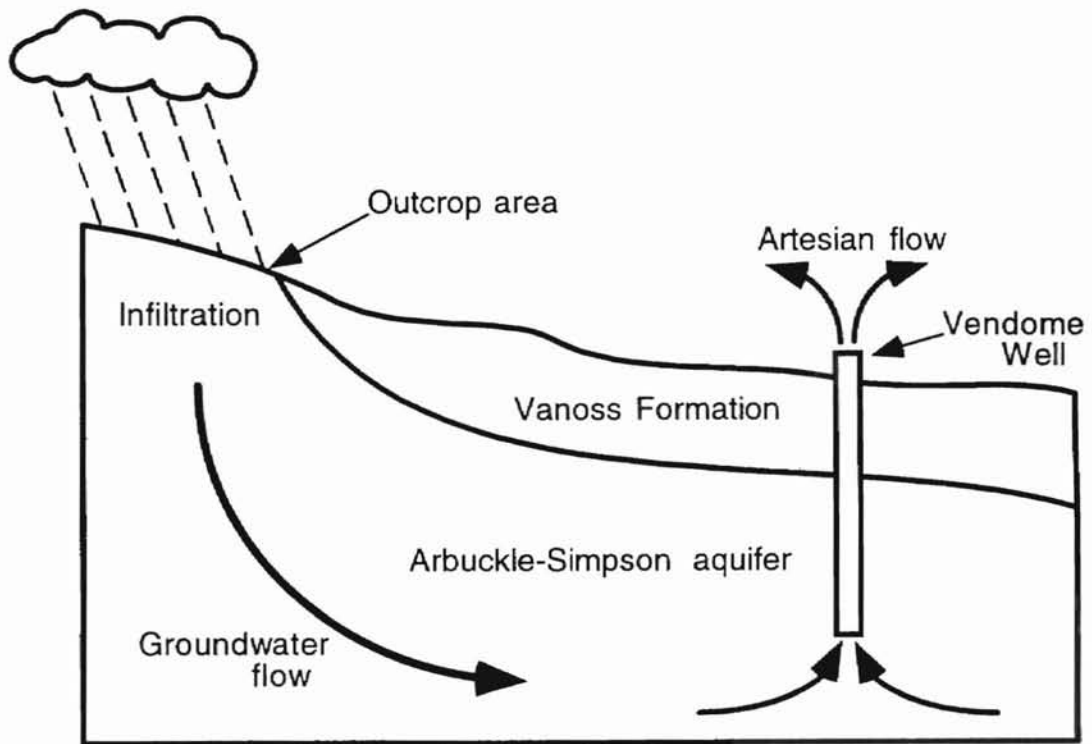 Outcrop area
Artesian flow
Infiltration
Vendome
Well
Vanoss Formation
Arbuckle-Simpson aquifer
Groundwater
flow